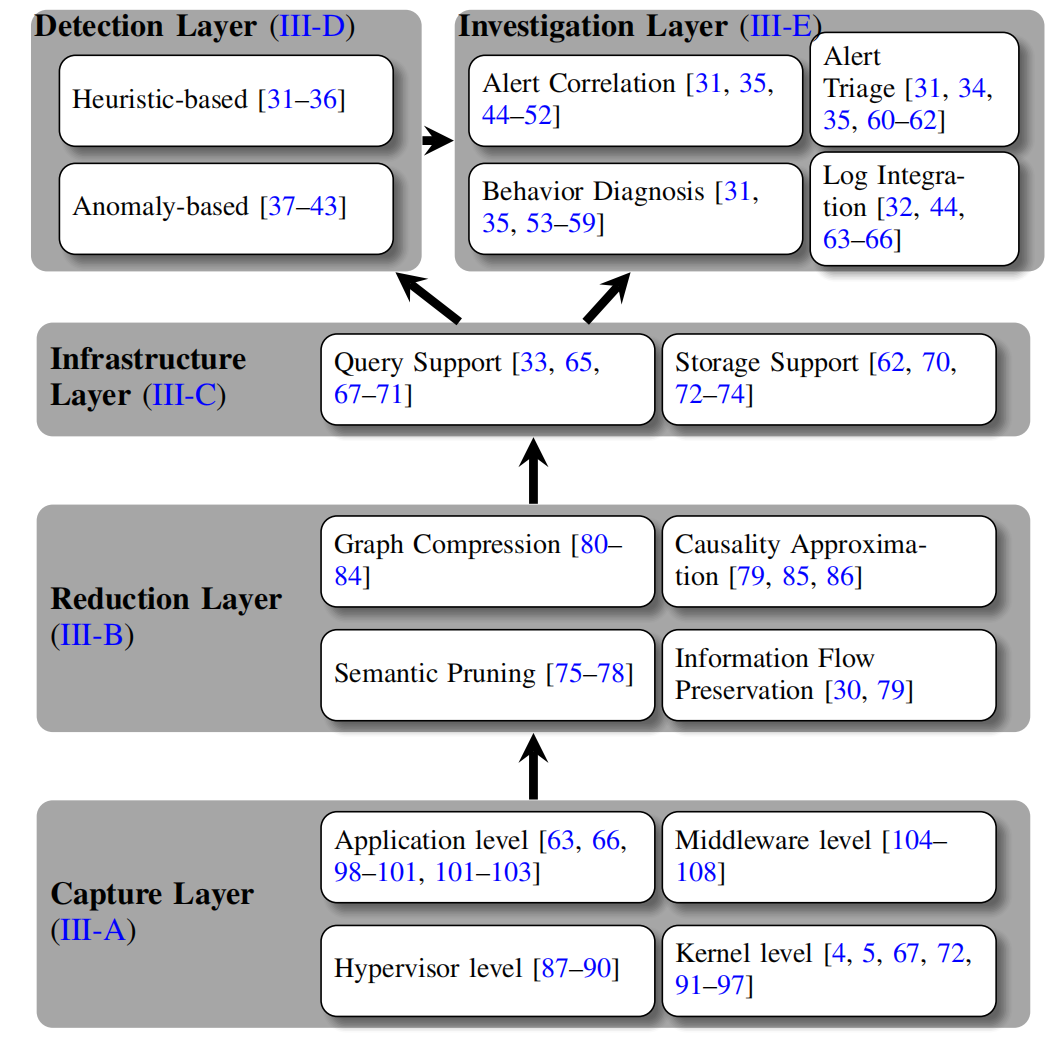 Detection Layer (III-D)
Heuristic-based [31–36]
Anomaly-based [37–43]
Investigation Layer (III-E)
Alert Correlation [31, 35,
44–52]
Alert
Triage [31, 34,
35, 60–62]
Behavior Diagnosis [31,
35, 53–59]
Log Integra-
tion [32, 44,
63–66]
Infrastructure
Layer (III-C)
Query Support [33, 65,
67–71]
Storage Support [62, 70,
72–74]
Reduction Layer
(III-B)
Graph Compression [80–
84]
Causality Approxima-
tion [79, 85, 86]
Semantic Pruning [75–78]
Information Flow
Preservation [30, 79]
Capture Layer
(III-A)
Application level [63, 66,
98–101, 101–103]
Middleware level [104–
108]
Hypervisor level [87–90]
Kernel level [4, 5, 67, 72,
91–97]